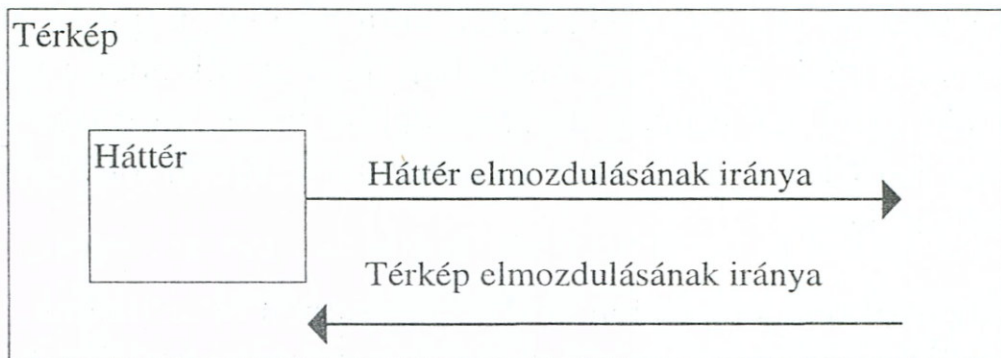 Térkép
Háttér
Háttér elmozdulásának iránya
Térkép elmozdulásának iránya